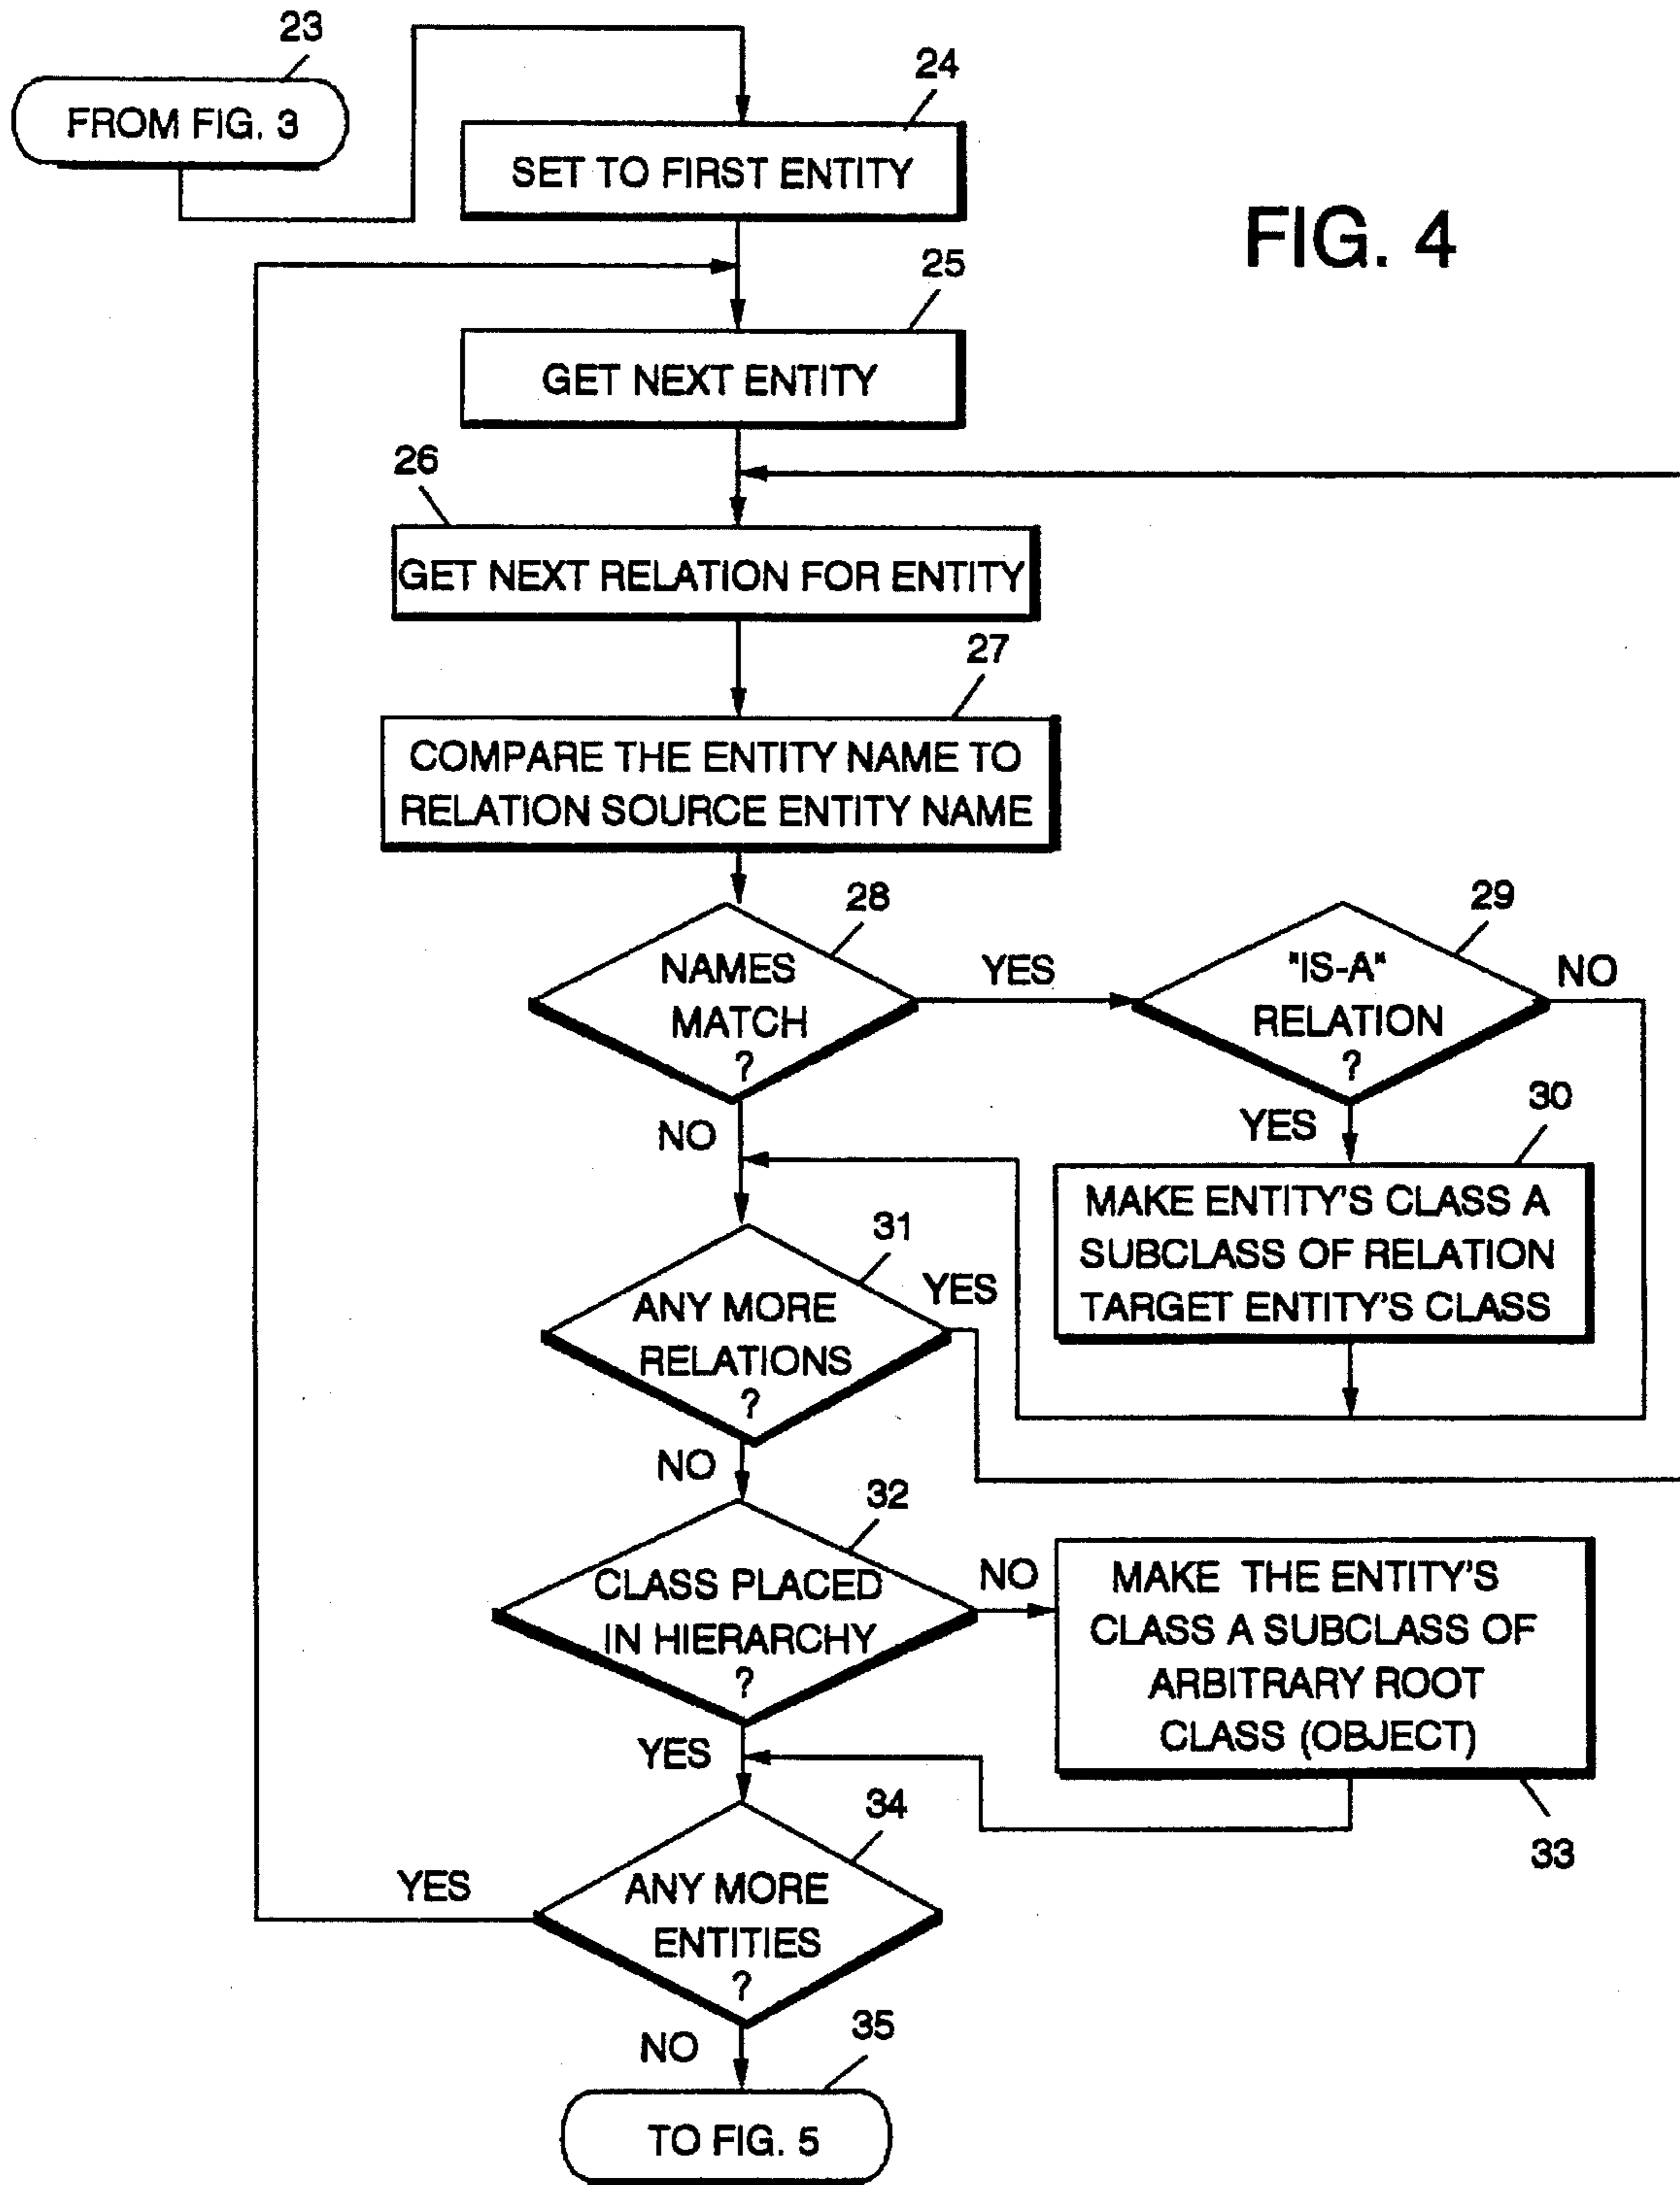 23
FROM FIG. 3
24
SET TO FIRST ENTITY
FIG. 4
25
GET NEXT ENTITY
26
GET NEXT RELATION FOR ENTITY
27
COMPARE THE ENTITY NAME TO
RELATION SOURCE ENTITY NAME
28
NAMES
MATCH
?
YES
29
"IS-A"
RELATION
?
NO
NO
YES
30
MAKE ENTITY'S CLASS A
SUBCLASS OF RELATION
TARGET ENTITY'S CLASS
31
ANY MORE
RELATIONS
?
YES
NO
32
CLASS PLACED
IN HIERARCHY
?
NO
MAKE THE ENTITY'S
CLASS A SUBCLASS OF
ARBITRARY ROOT
CLASS (OBJECT)
33
YES
34
ANY MORE
ENTITIES
?
YES
NO
35
TO FIG. 5